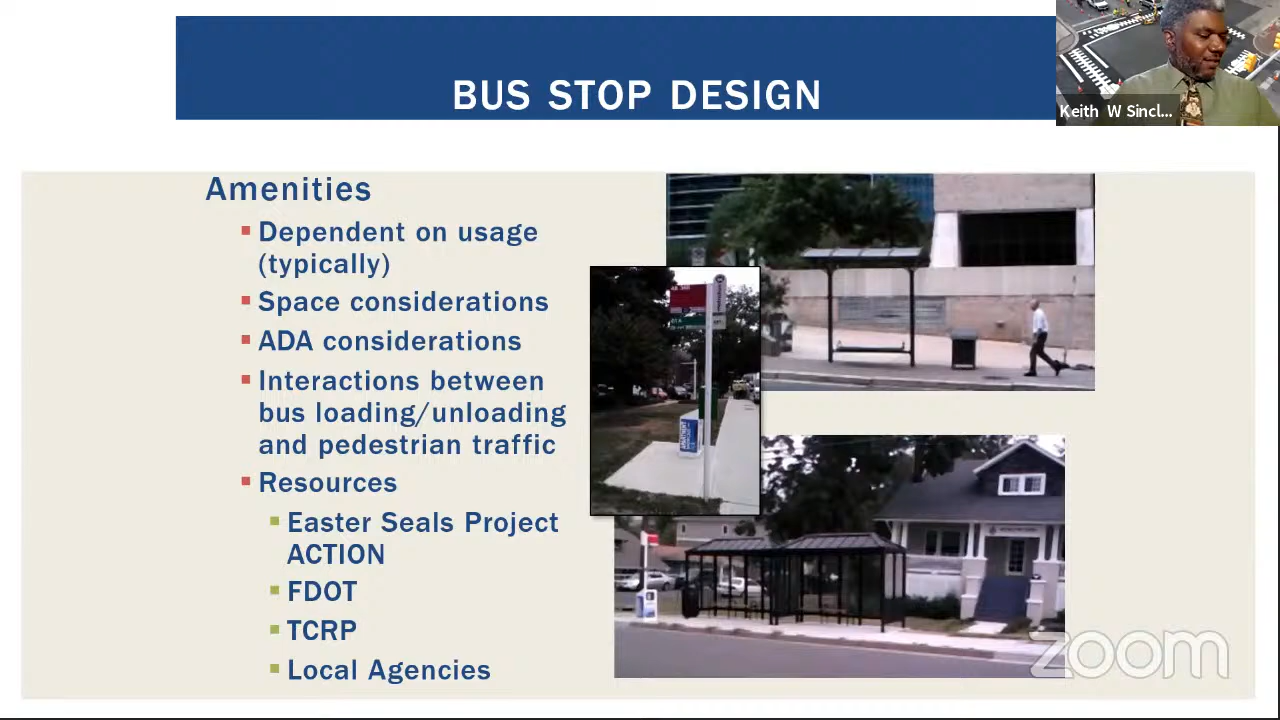 BUS STOP DESIGN
Keith W Sincl...
Amenities
Dependent on usage
(typically)
Space considerations
ADA considerations
Interactions between
bus loading/unloading
and pedestrian traffic
Resources
Easter Seals Project
ACTION
FDOT
TCRP
Local Agencies
zoom